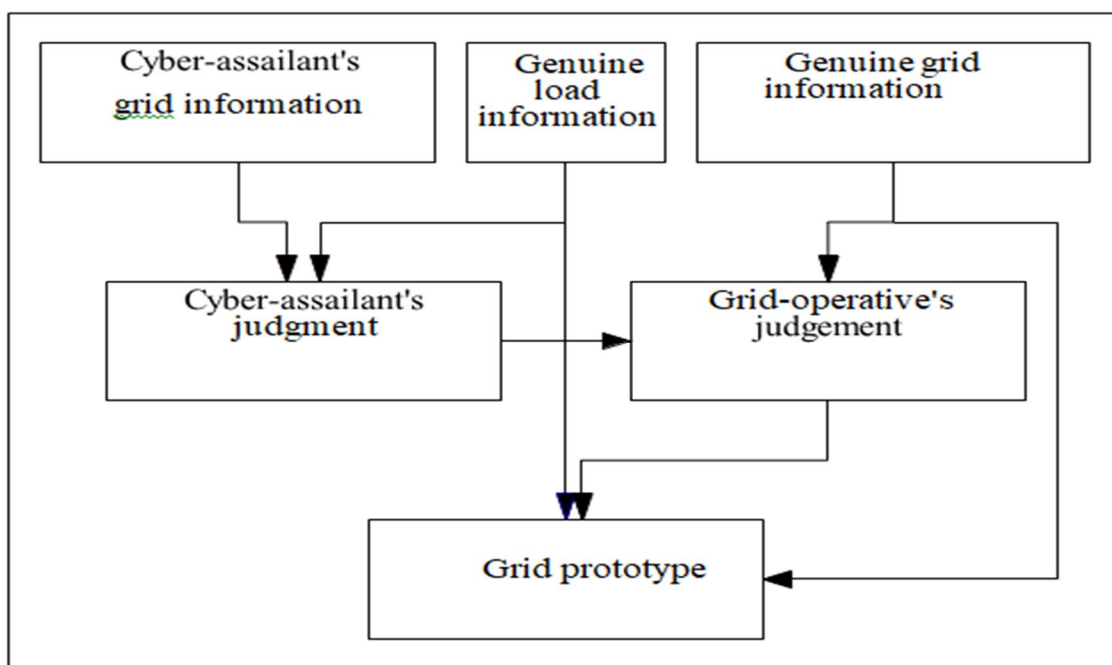 Cyber-assailant's
grid information
Genuine
load
information
Genuine grid
information
Cyber-assailant's
judgment
Grid-operative's
judgement
Grid prototype